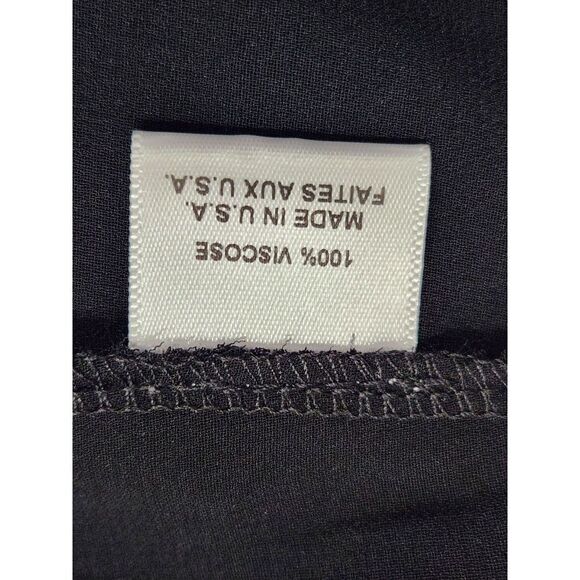 100% VISCOSE
MADE IN U.S.A.
FAITES AUX U.S.A.